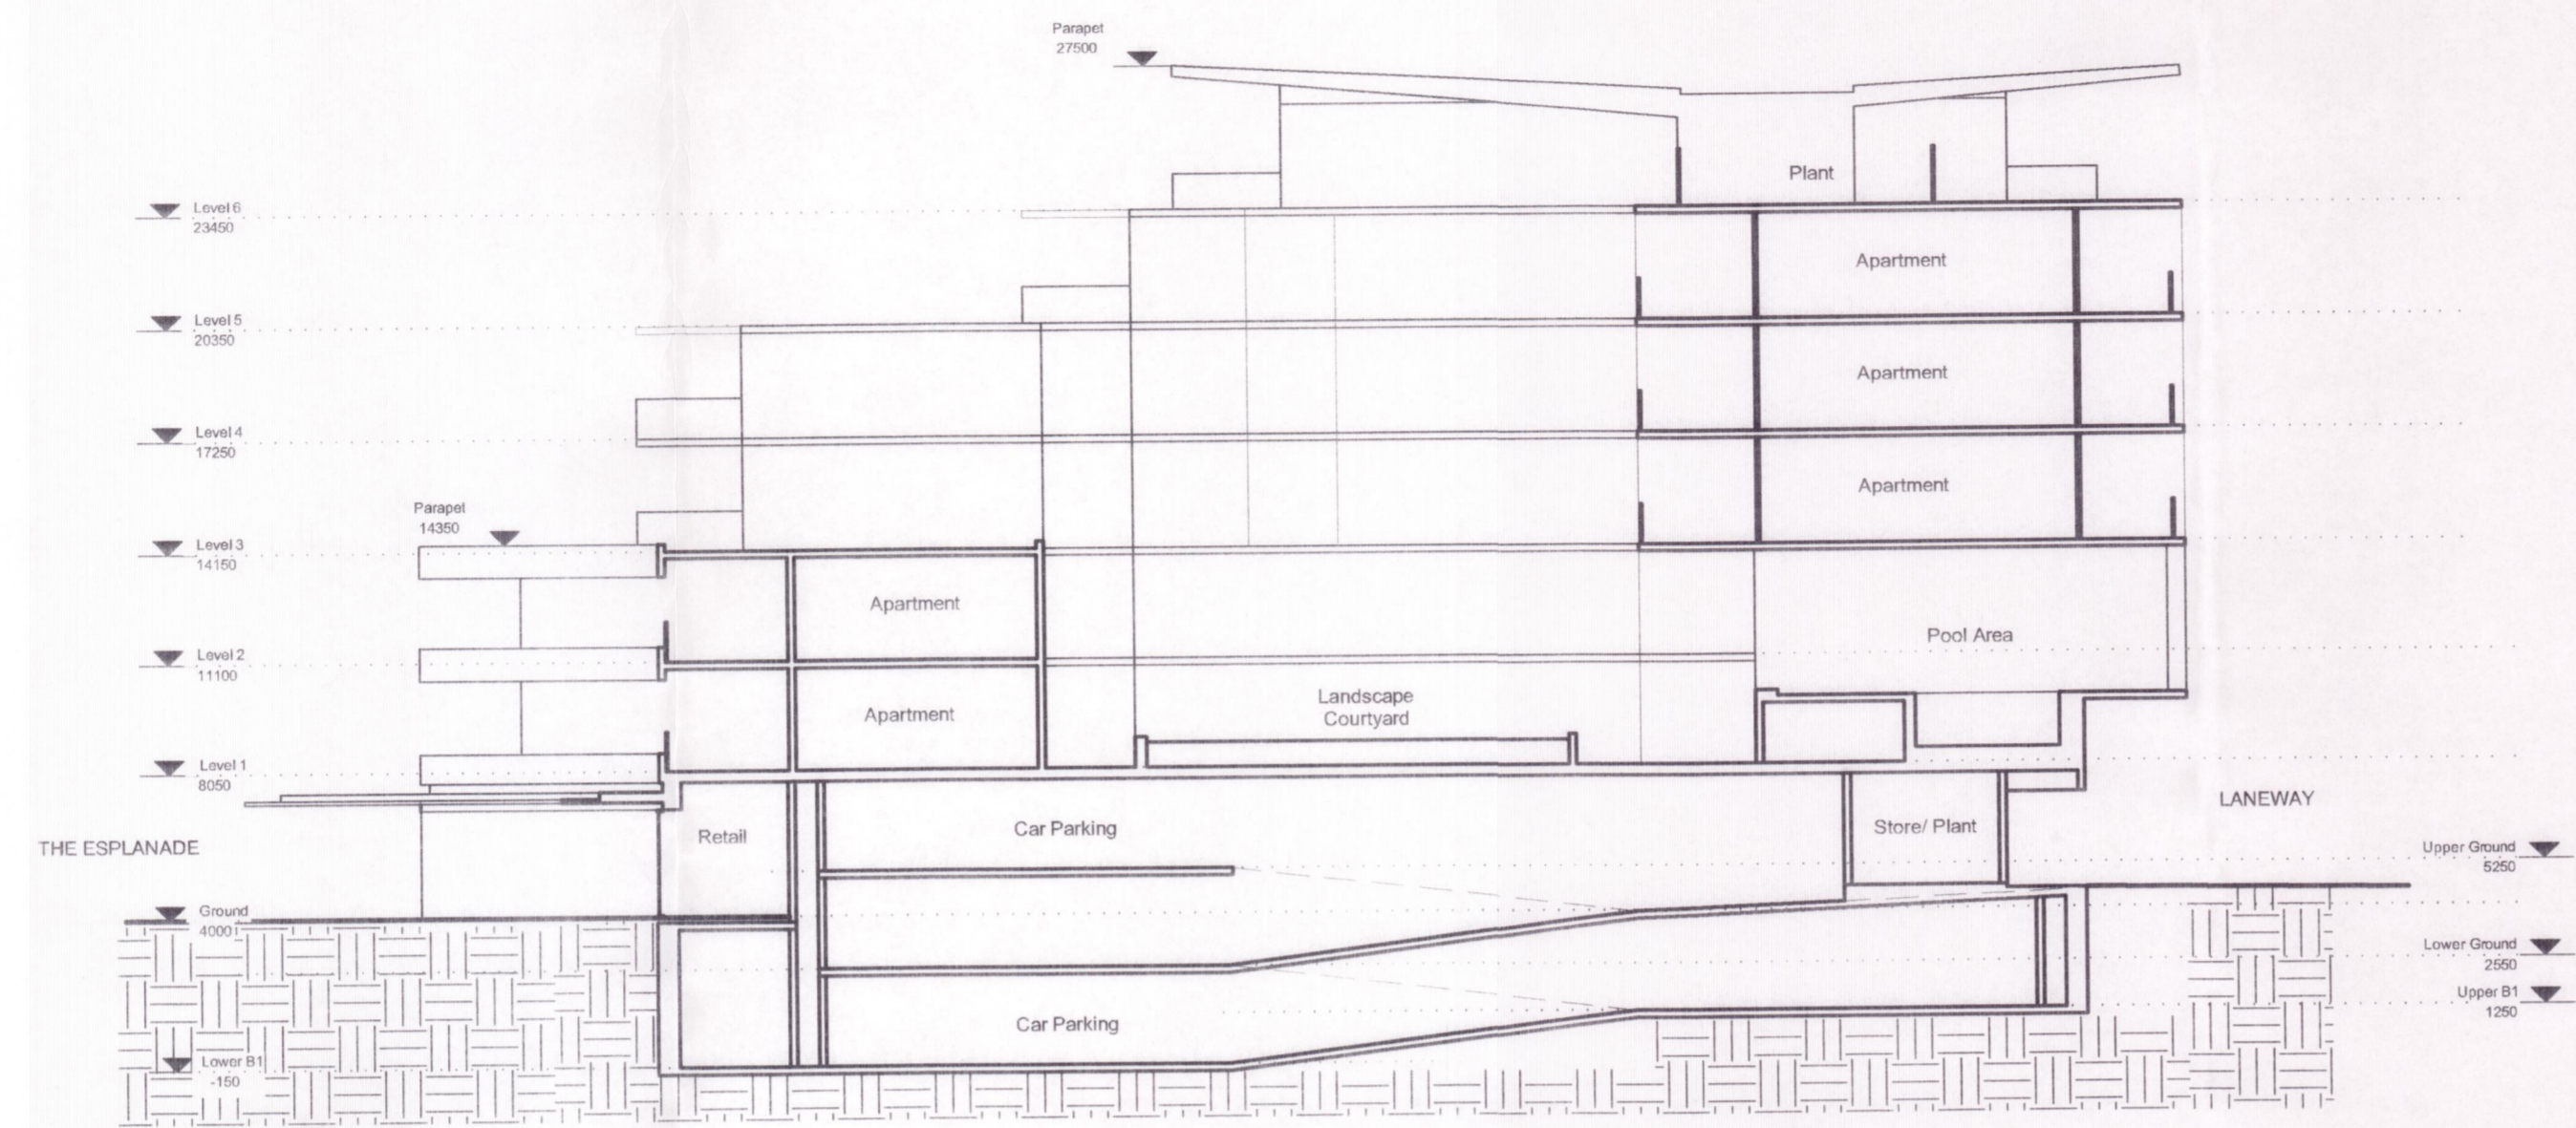 Parapet
27500
Plant
Level 6
23450
Apartment
Level 5
20350
Apartment
Level 4
17250
Apartment
Parapet
14350
Level 3
14150
Apartment
Pool Area
Level 2
11100
Landscape
Courtyard
Apartment
Level 1
8050
LANEWAY
Car Parking
Store/ Plant
Retail
THE ESPLANADE
Upper Ground
5250
Ground
4000
Lower Ground
2550
Upper B1
1250
Car Parking
Lower B1
-150